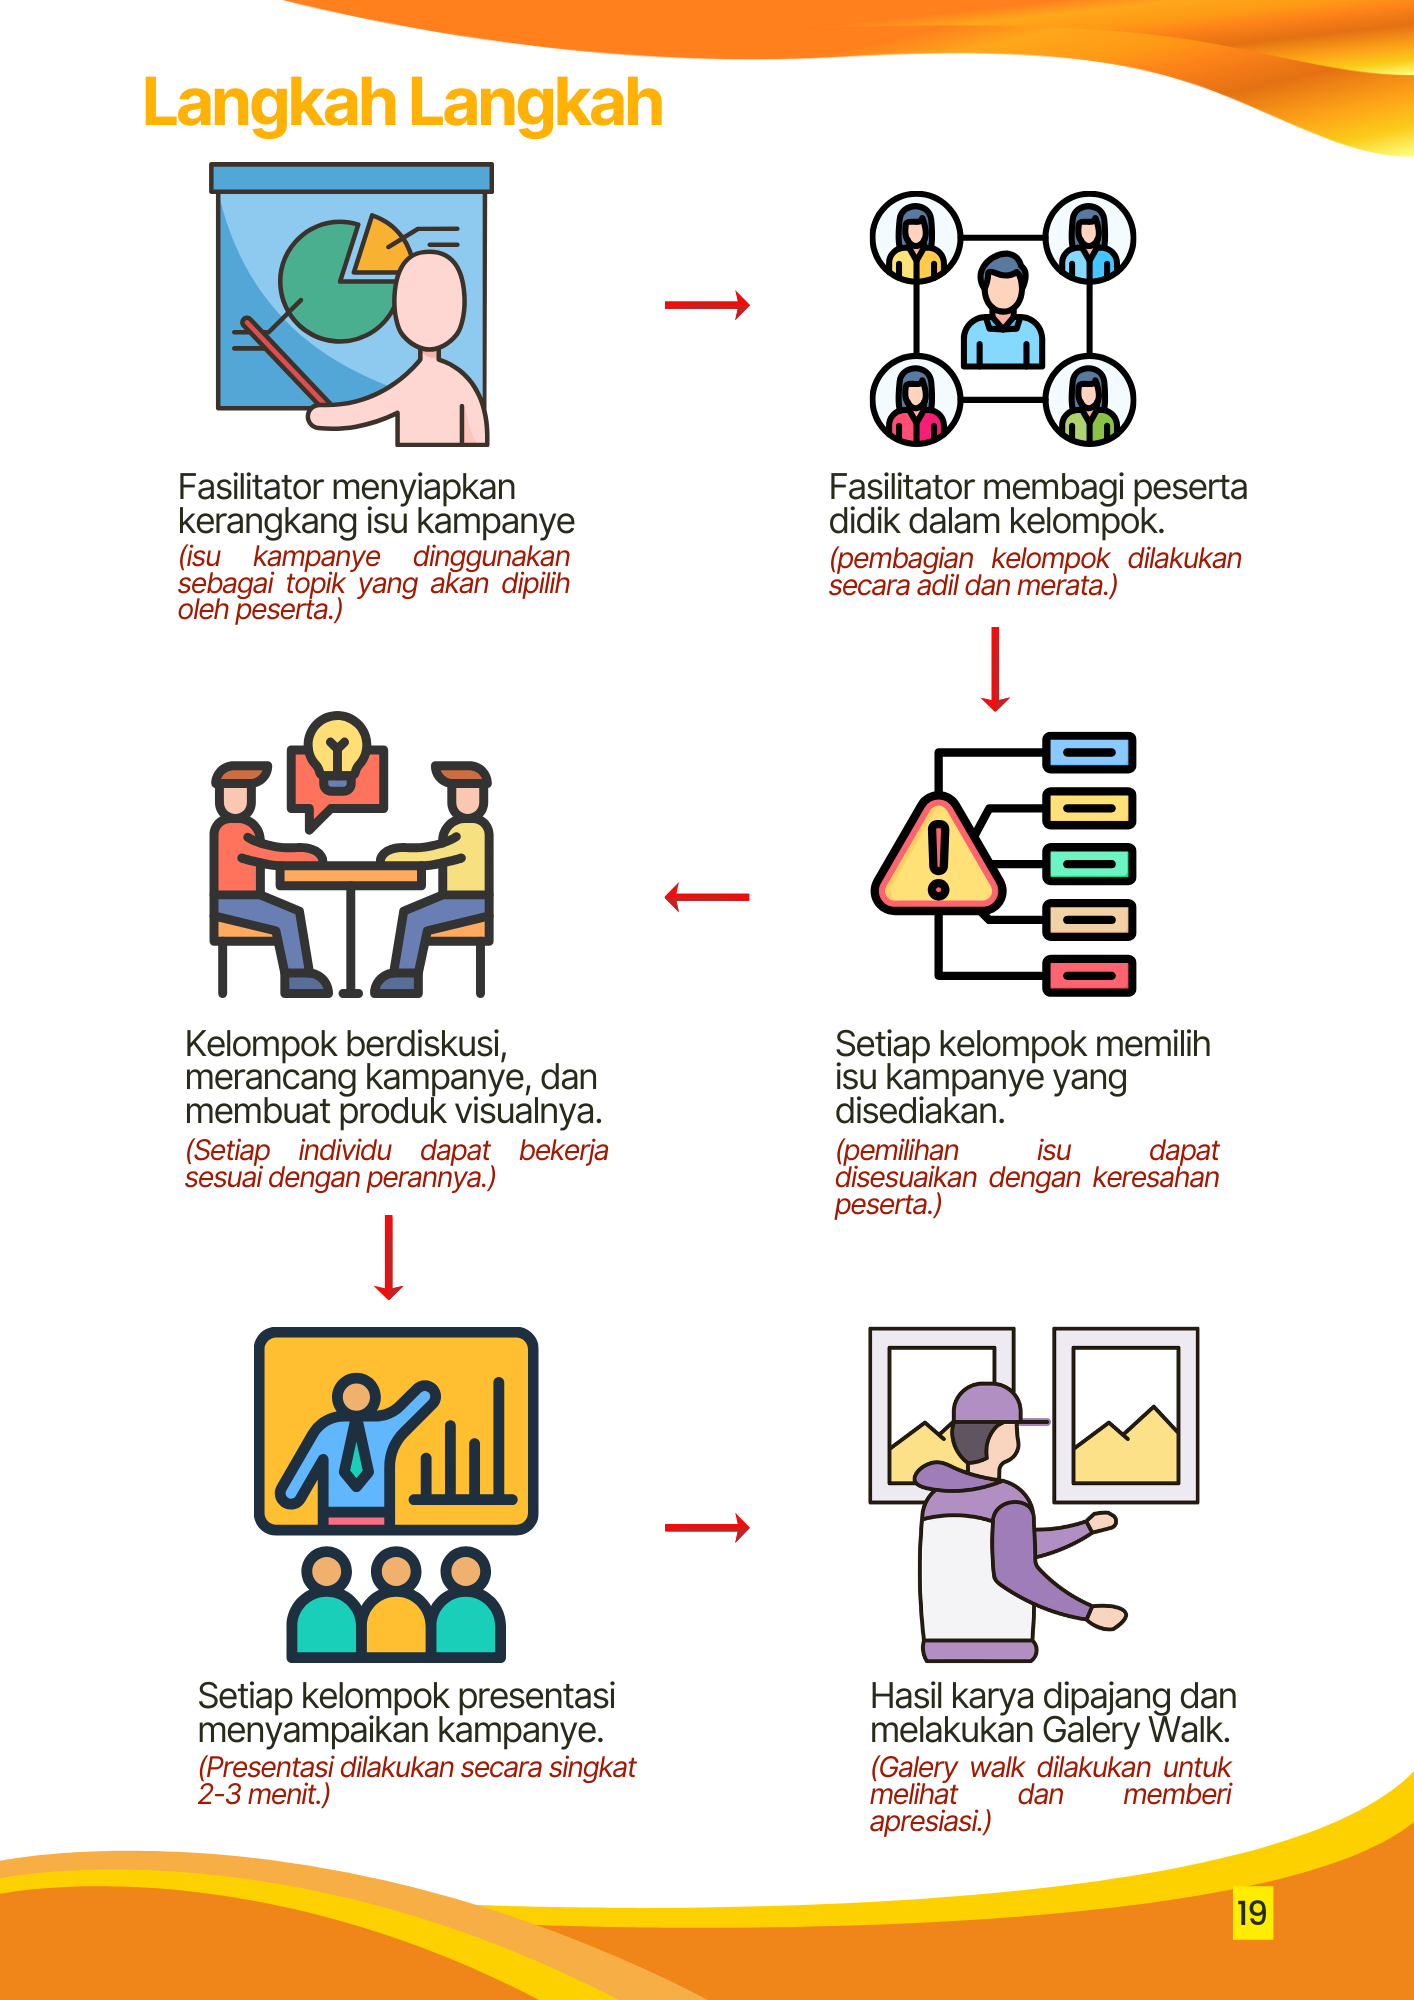 Langkah Langkah
Fasilitator menyiapkan
kerangkang isu kampanye
(isu kampanye dinggunakan
sebagai topik yang akan dipilih
oleh peserta.)
Fasilitator membagi peserta
didik dalam kelompok.
(pembagian kelompok dilakukan
secara adil dan merata.)
Setiap kelompok memilih
isu kampanye yang
disediakan.
(pemilihan isu dapat
disesuaikan dengan keresahan
peserta.)
Kelompok berdiskusi,
merancang kampanye, dan
membuat produk visualnya.
(Setiap individu dapat bekerja
sesuai dengan perannya.)
Setiap kelompok presentasi
menyampaikan kampanye.
(Presentasi dilakukan secara singkat
2-3 menit.)
Hasil karya dipajang dan
melakukan Galery Walk.
(Galery walk dilakukan untuk
melihat dan memberi
apresiasi.)
19